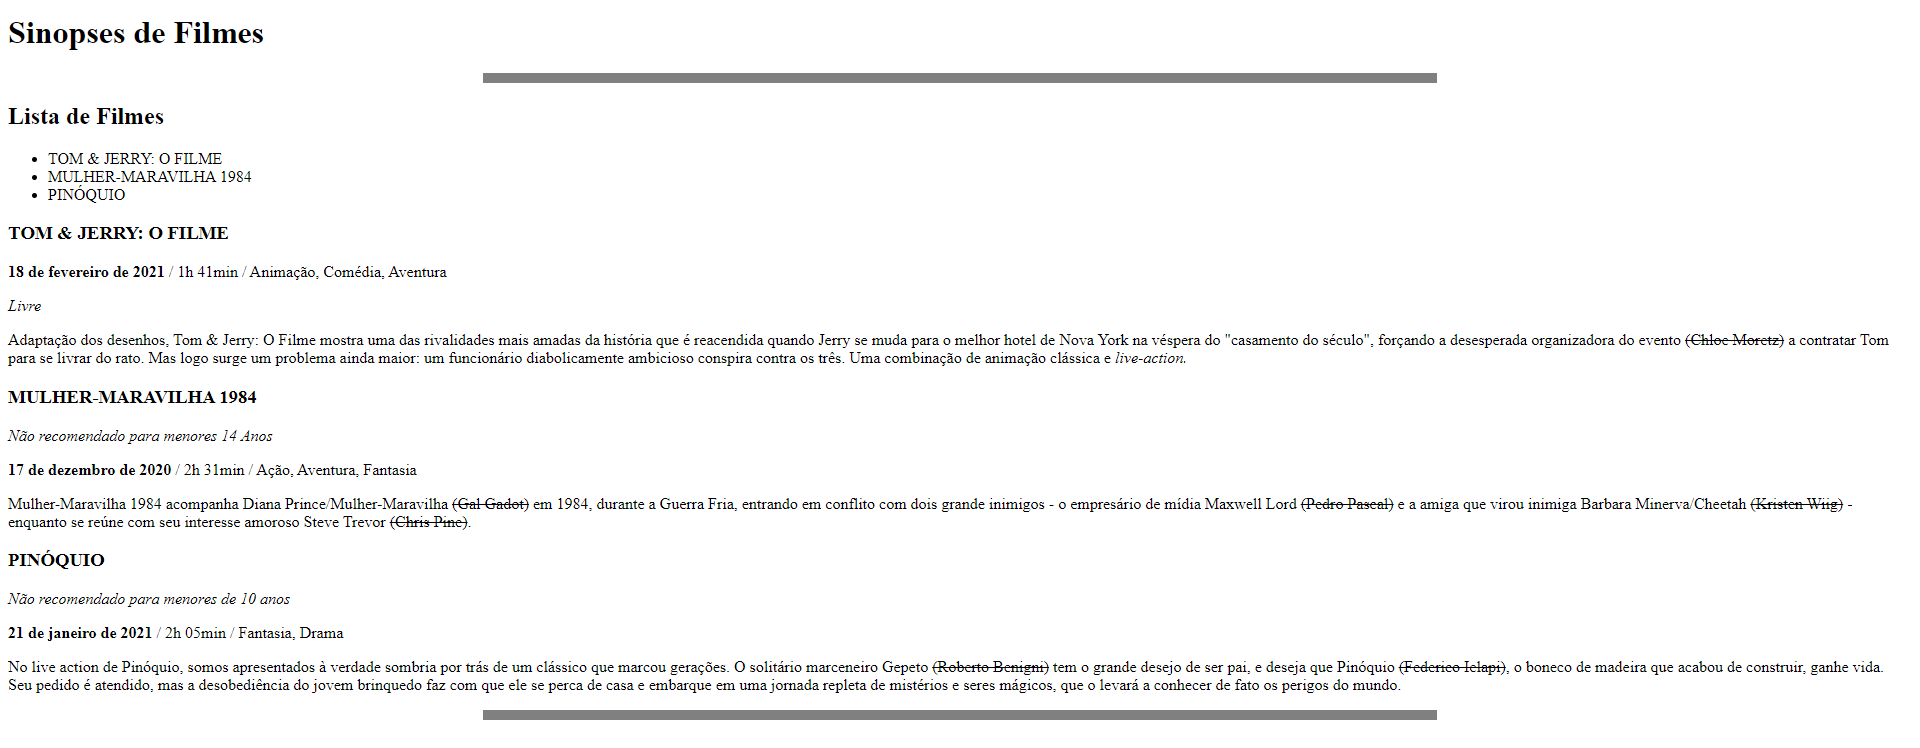 Sinopses de Filmes
Lista de Filmes
TOM & JERRY: O FILME
MULHER-MARAVILHA 1984
PINÓQUIO
TOM & JERRY: O FILME
18 de fevereiro de 2021 / 1h 41min / Animação, Comédia, Aventura
Livre
Adaptação dos desenhos, Tom & Jerry: O Filme mostra uma das rivalidades mais amadas da história que é reacendida quando Jerry se muda para o melhor hotel de Nova York na véspera do "casamento do século", forçando a desesperada organizadora do evento (Chloe Moretz) a contratar Tom
para se livrar do rato. Mas logo surge um problema ainda maior: um funcionário diabolicamente ambicioso conspira contra os três. Uma combinação de animação clássica e live-action.
MULHER-MARAVILHA 1984
Não recomendado para menores 14 Anos
17 de dezembro de 2020 / 2h 31min / Ação, Aventura, Fantasia
Mulher-Maravilha 1984 acompanha Diana Prince/Mulher-Maravilha (Gal Gadot) em 1984, durante a Guerra Fria, entrando em conflito com dois grande inimigos - o empresário de mídia Maxwell Lord (Pedro Pascal) e a amiga que virou inimiga Barbara Minerva/Cheetah (Kristen Wiig) -
enquanto se reúne com seu interesse amoroso Steve Trevor (Chris Pine).
PINÓQUIO
Não recomendado para menores de 10 anos
21 de janeiro de 2021 / 2h 05min / Fantasia, Drama
No live action de Pinóquio, somos apresentados à verdade sombria por trás de um clássico que marcou gerações. O solitário marceneiro Gepeto (Roberto Benigni) tem o grande desejo de ser pai, e deseja que Pinóquio (Federico Ielapi), o boneco de madeira que acabou de construir, ganhe vida.
Seu pedido é atendido, mas a desobediência do jovem brinquedo faz com que ele se perca de casa e embarque em uma jornada repleta de mistérios e seres mágicos, que o levará a conhecer de fato os perigos do mundo.